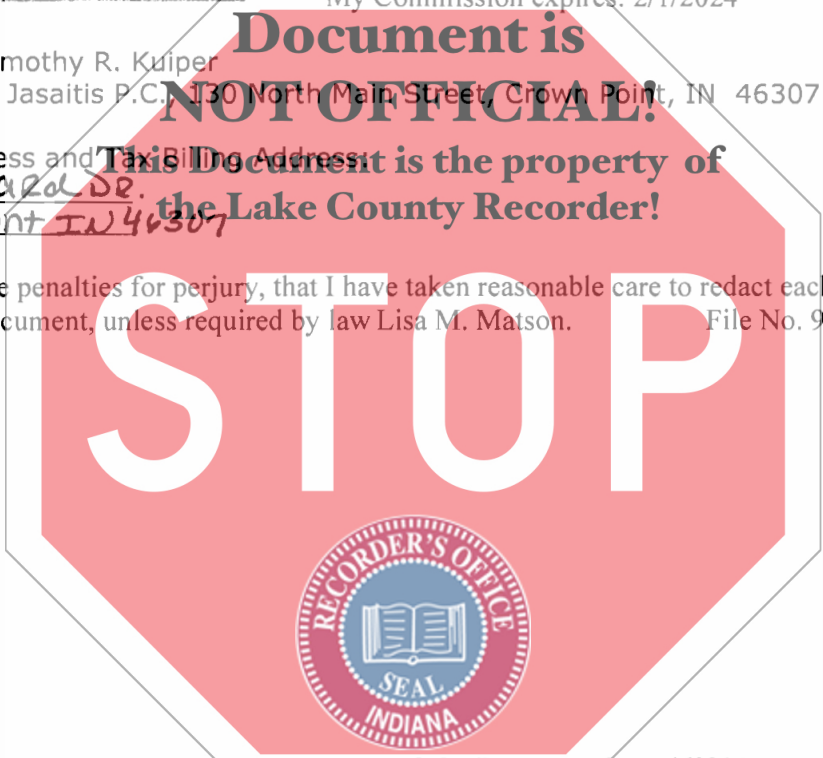 My Commission expires: 2/1/2024
Document is
mothy R. Kuiper
NOT OFFICIAL!
Jasaitis P.C., 130 North Main Street, Crown Point, IN 46307
This Document is the property of
ess and Tax Billing Address:
ard DR.
the Lake County Recorder!
nt IN 46307
e penalties for perjury, that I have taken reasonable care to redact each
cument, unless required by law Lisa M. Matson. File No. 9
STOP
RECORDER'S OFFICE
SEAL
INDIANA